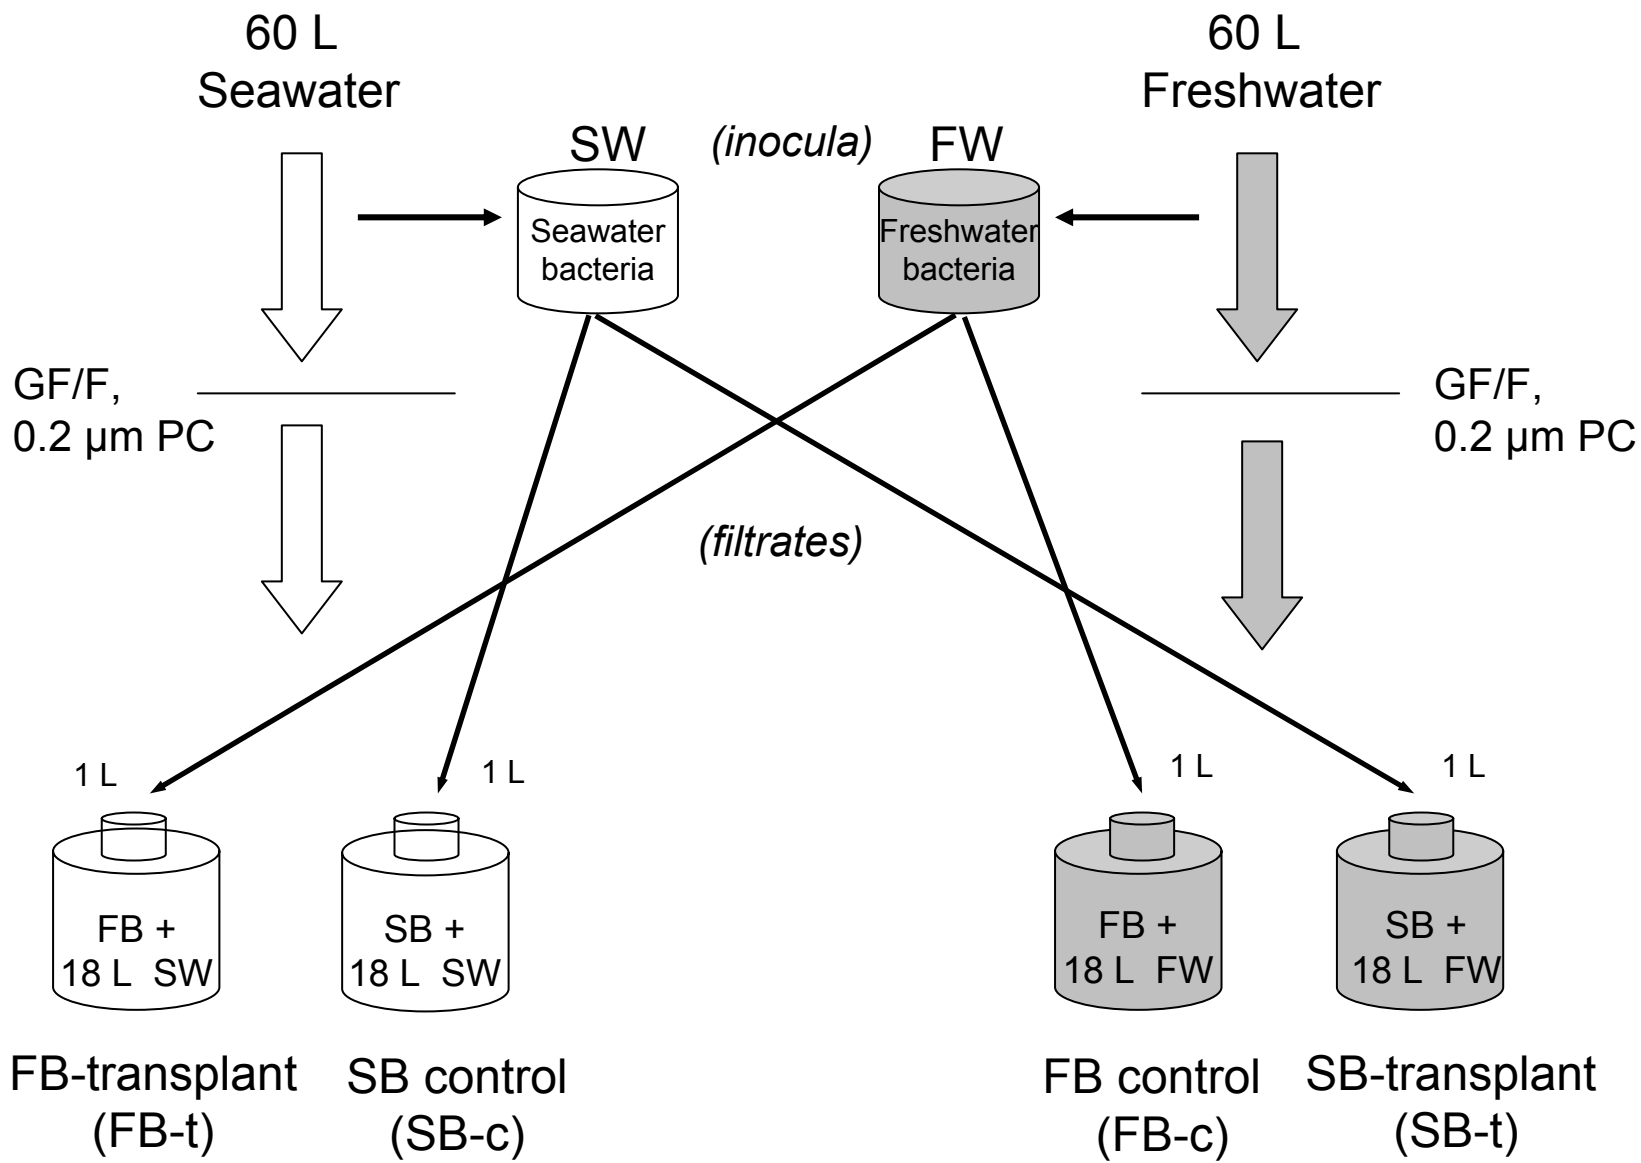 60 L
Seawater
60 L
Freshwater
SW
(inocula)
FW
Seawater
bacteria
Freshwater
bacteria
GF/F,
0.2 µm PC
GF/F,
0.2 µm PC
(filtrates)
1 L
1 L
1 L
1 L
FB +
18 L SW
SB +
18 L SW
FB +
18 L FW
SB +
18 L FW
FB-transplant
(FB-t)
SB control
(SB-c)
FB control
(FB-c)
SB-transplant
(SB-t)